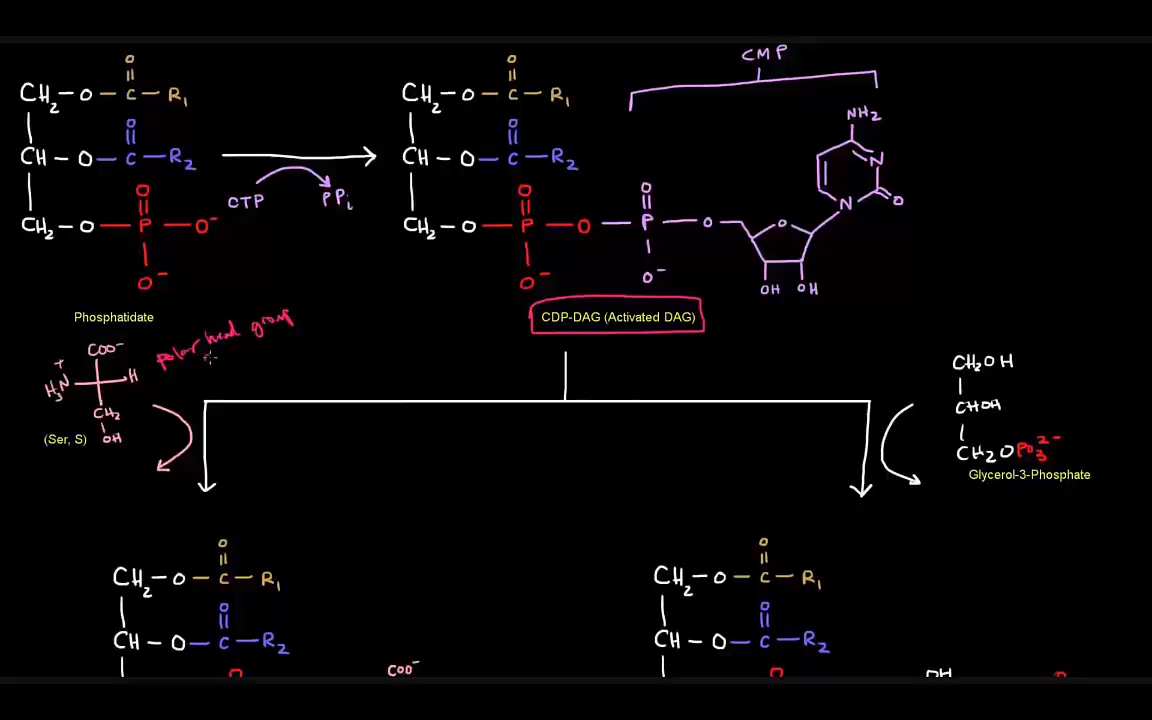 CMP
O O
CH2-O-C-R1 CH2-O-C-R1 NH2
O O
CH-O-C-R2 CH-O-C-R2 N
CTP PPi
O O O N O
CH2-O-P-O⁻ CH2-O-P-O-P-O O
O⁻ O⁻ O⁻ OH OH
Phosphatidate CDP-DAG (Activated DAG)
polar head group
COO⁻ CH2OH
H3N+ H
CHOH
CH2
(Ser, S) OH
CH2OPO3 2-
Glycerol-3-Phosphate
O O
CH2-O-C-R1 CH2-O-C-R1
O O
CH-O-C-R2 CH-O-C-R2
COO⁻